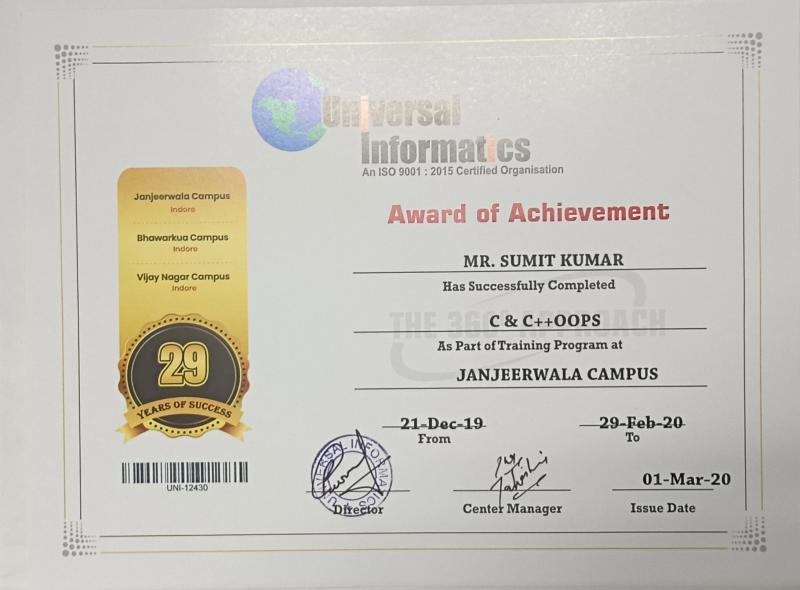 Universal
Informatics
An ISO 9001 : 2015 Certified Organisation
Janjeerwala Campus
Indore
Bhawarkua Campus
Indore
Vijay Nagar Campus
Indore
29
YEARS OF SUCCESS
UNI-12430
Award of Achievement
MR. SUMIT KUMAR
Has Successfully Completed
THE 360° APPROACH
C & C++OOPS
As Part of Training Program at
JANJEERWALA CAMPUS
21-Dec-19 29-Feb-20
From To
UNIVERSAL INFORMATICS
01-Mar-20
Director Center Manager Issue Date